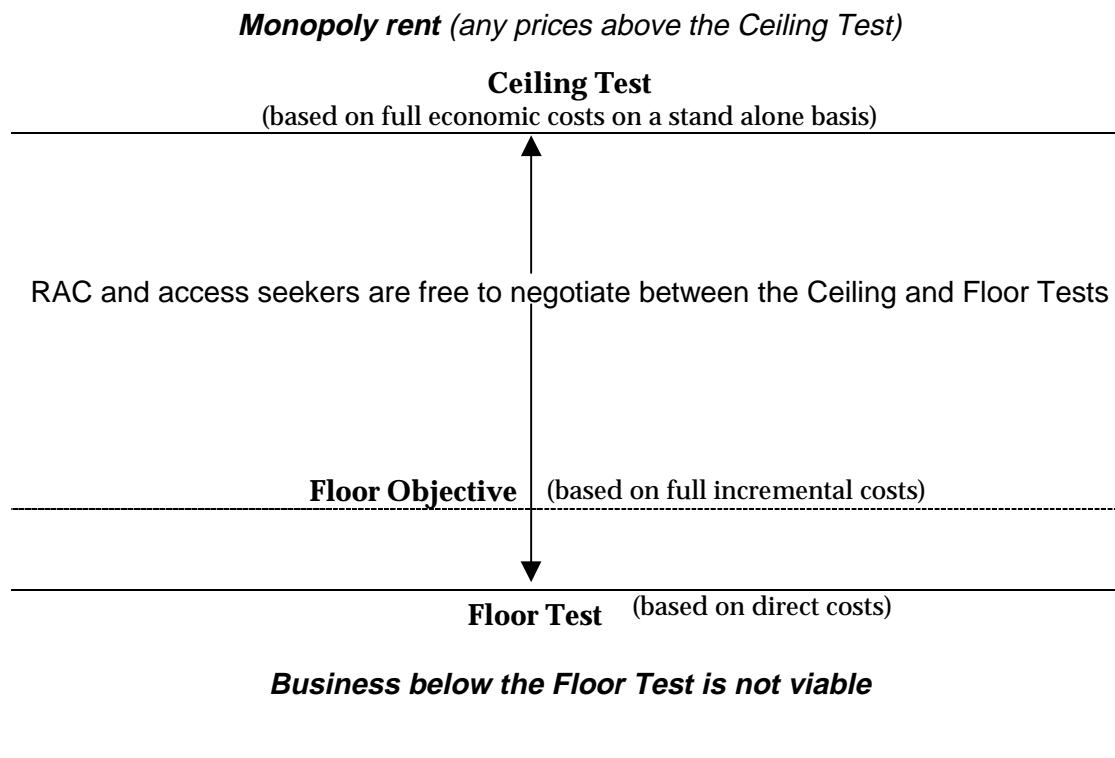 Monopoly rent (any prices above the Ceiling Test)
Ceiling Test
(based on full economic costs on a stand alone basis)
RAC and access seekers are free to negotiate between the Ceiling and Floor Tests
Floor Objective (based on full incremental costs)
Floor Test (based on direct costs)
Business below the Floor Test is not viable